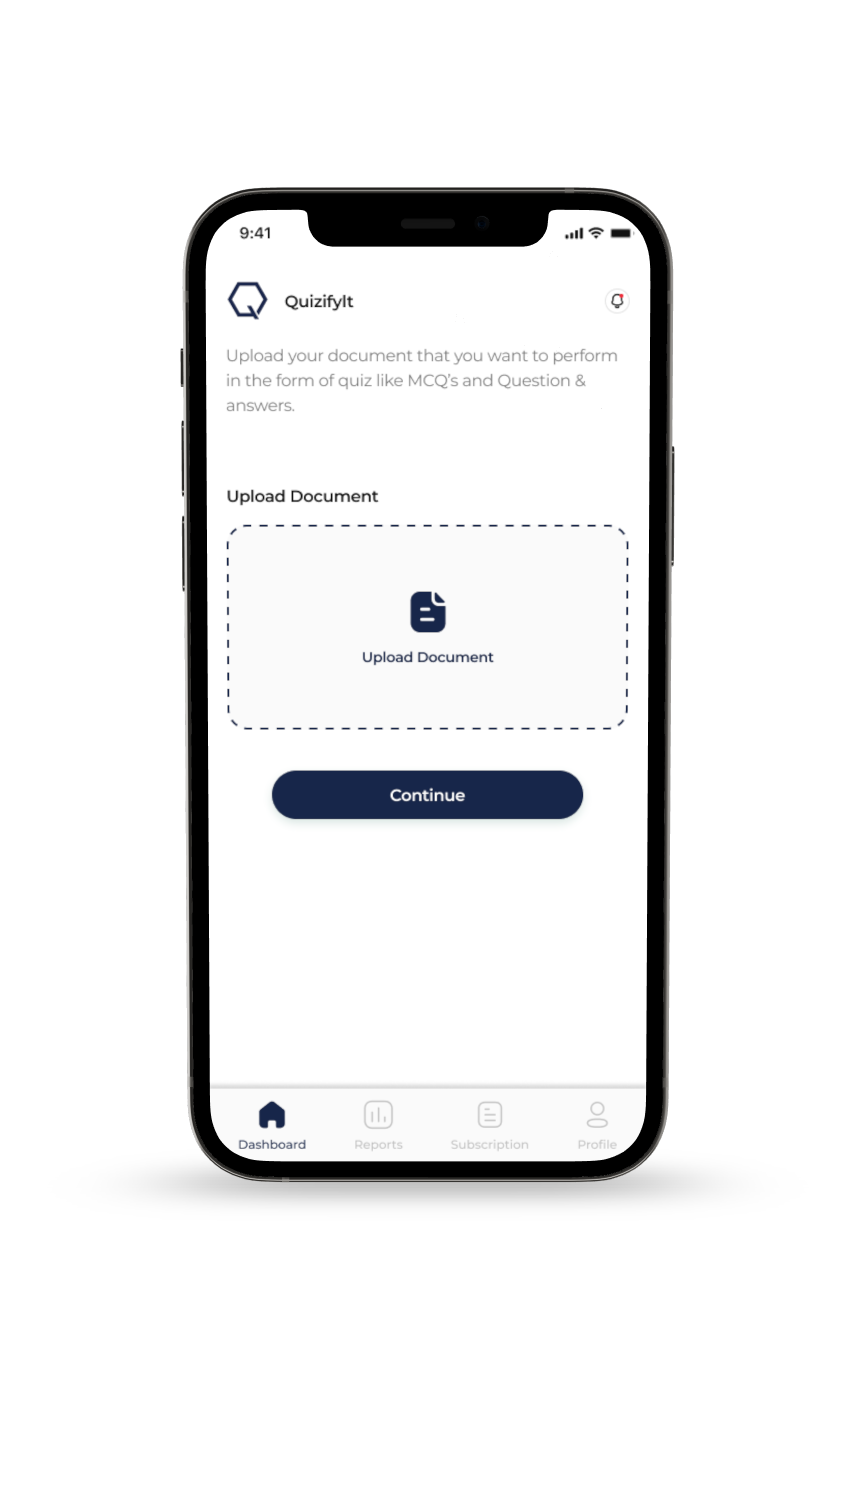 9:41
QuizifyIt
Upload your document that you want to perform
in the form of quiz like MCQ's and Question &
answers.
Upload Document
Upload Document
Continue
Dashboard
Reports
Subscription
Profile